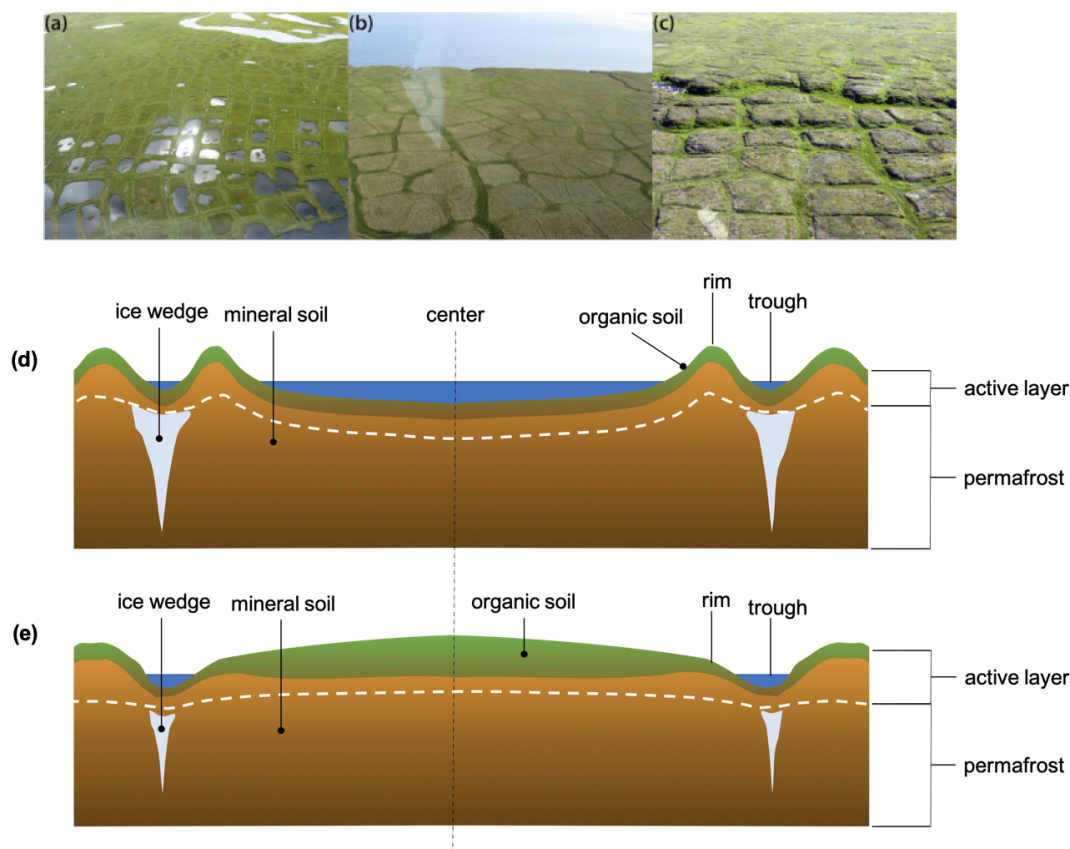 (a)
(b)
(c)
(d)
ice wedge
mineral soil
center
organic soil
rim
trough
active layer
permafrost
(e)
ice wedge
mineral soil
organic soil
rim
trough
active layer
permafrost